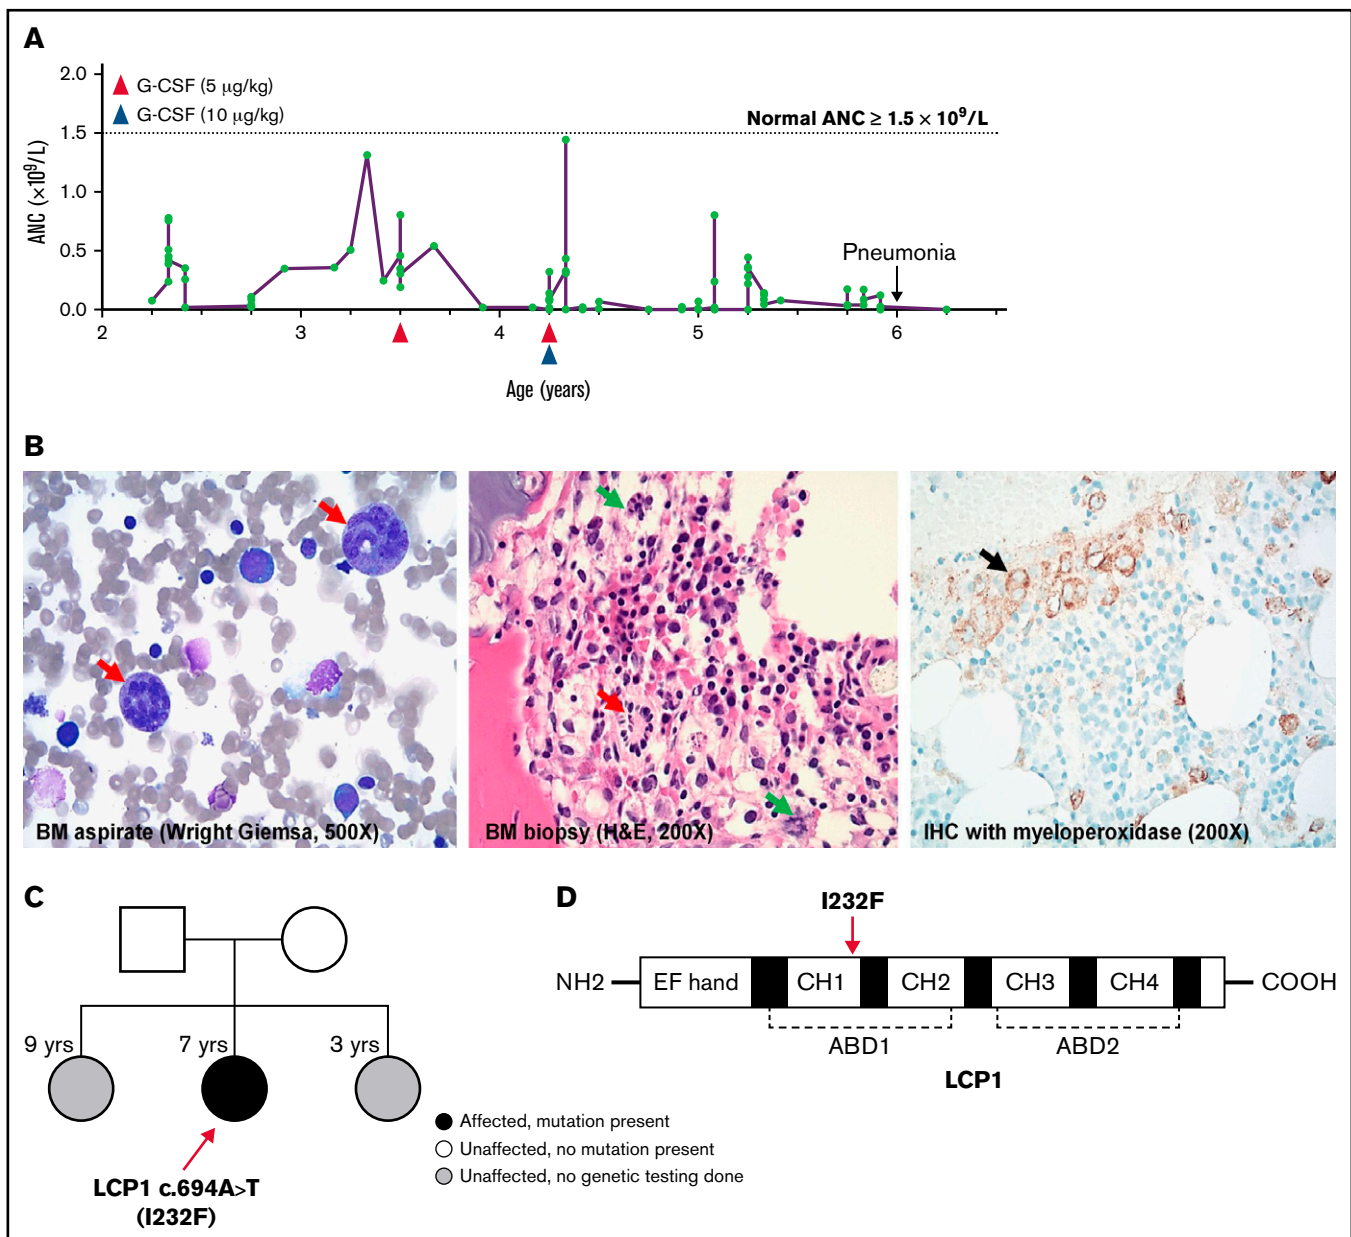 A
2.0
1.5
1.0
0.5
0.0
ANC (×10⁹/L)
G-CSF (5 µg/kg)
G-CSF (10 µg/kg)
Normal ANC ≥ 1.5 × 10⁹/L
Pneumonia
2 3 4 5 6
Age (years)
B
BM aspirate (Wright Giemsa, 500X)
BM biopsy (H&E, 200X)
IHC with myeloperoxidase (200X)
C
9 yrs 7 yrs 3 yrs
LCP1 c.694A>T
(I232F)
Affected, mutation present
Unaffected, no mutation present
Unaffected, no genetic testing done
D
I232F
NH2 EF hand CH1 CH2 CH3 CH4 COOH
ABD1 ABD2
LCP1